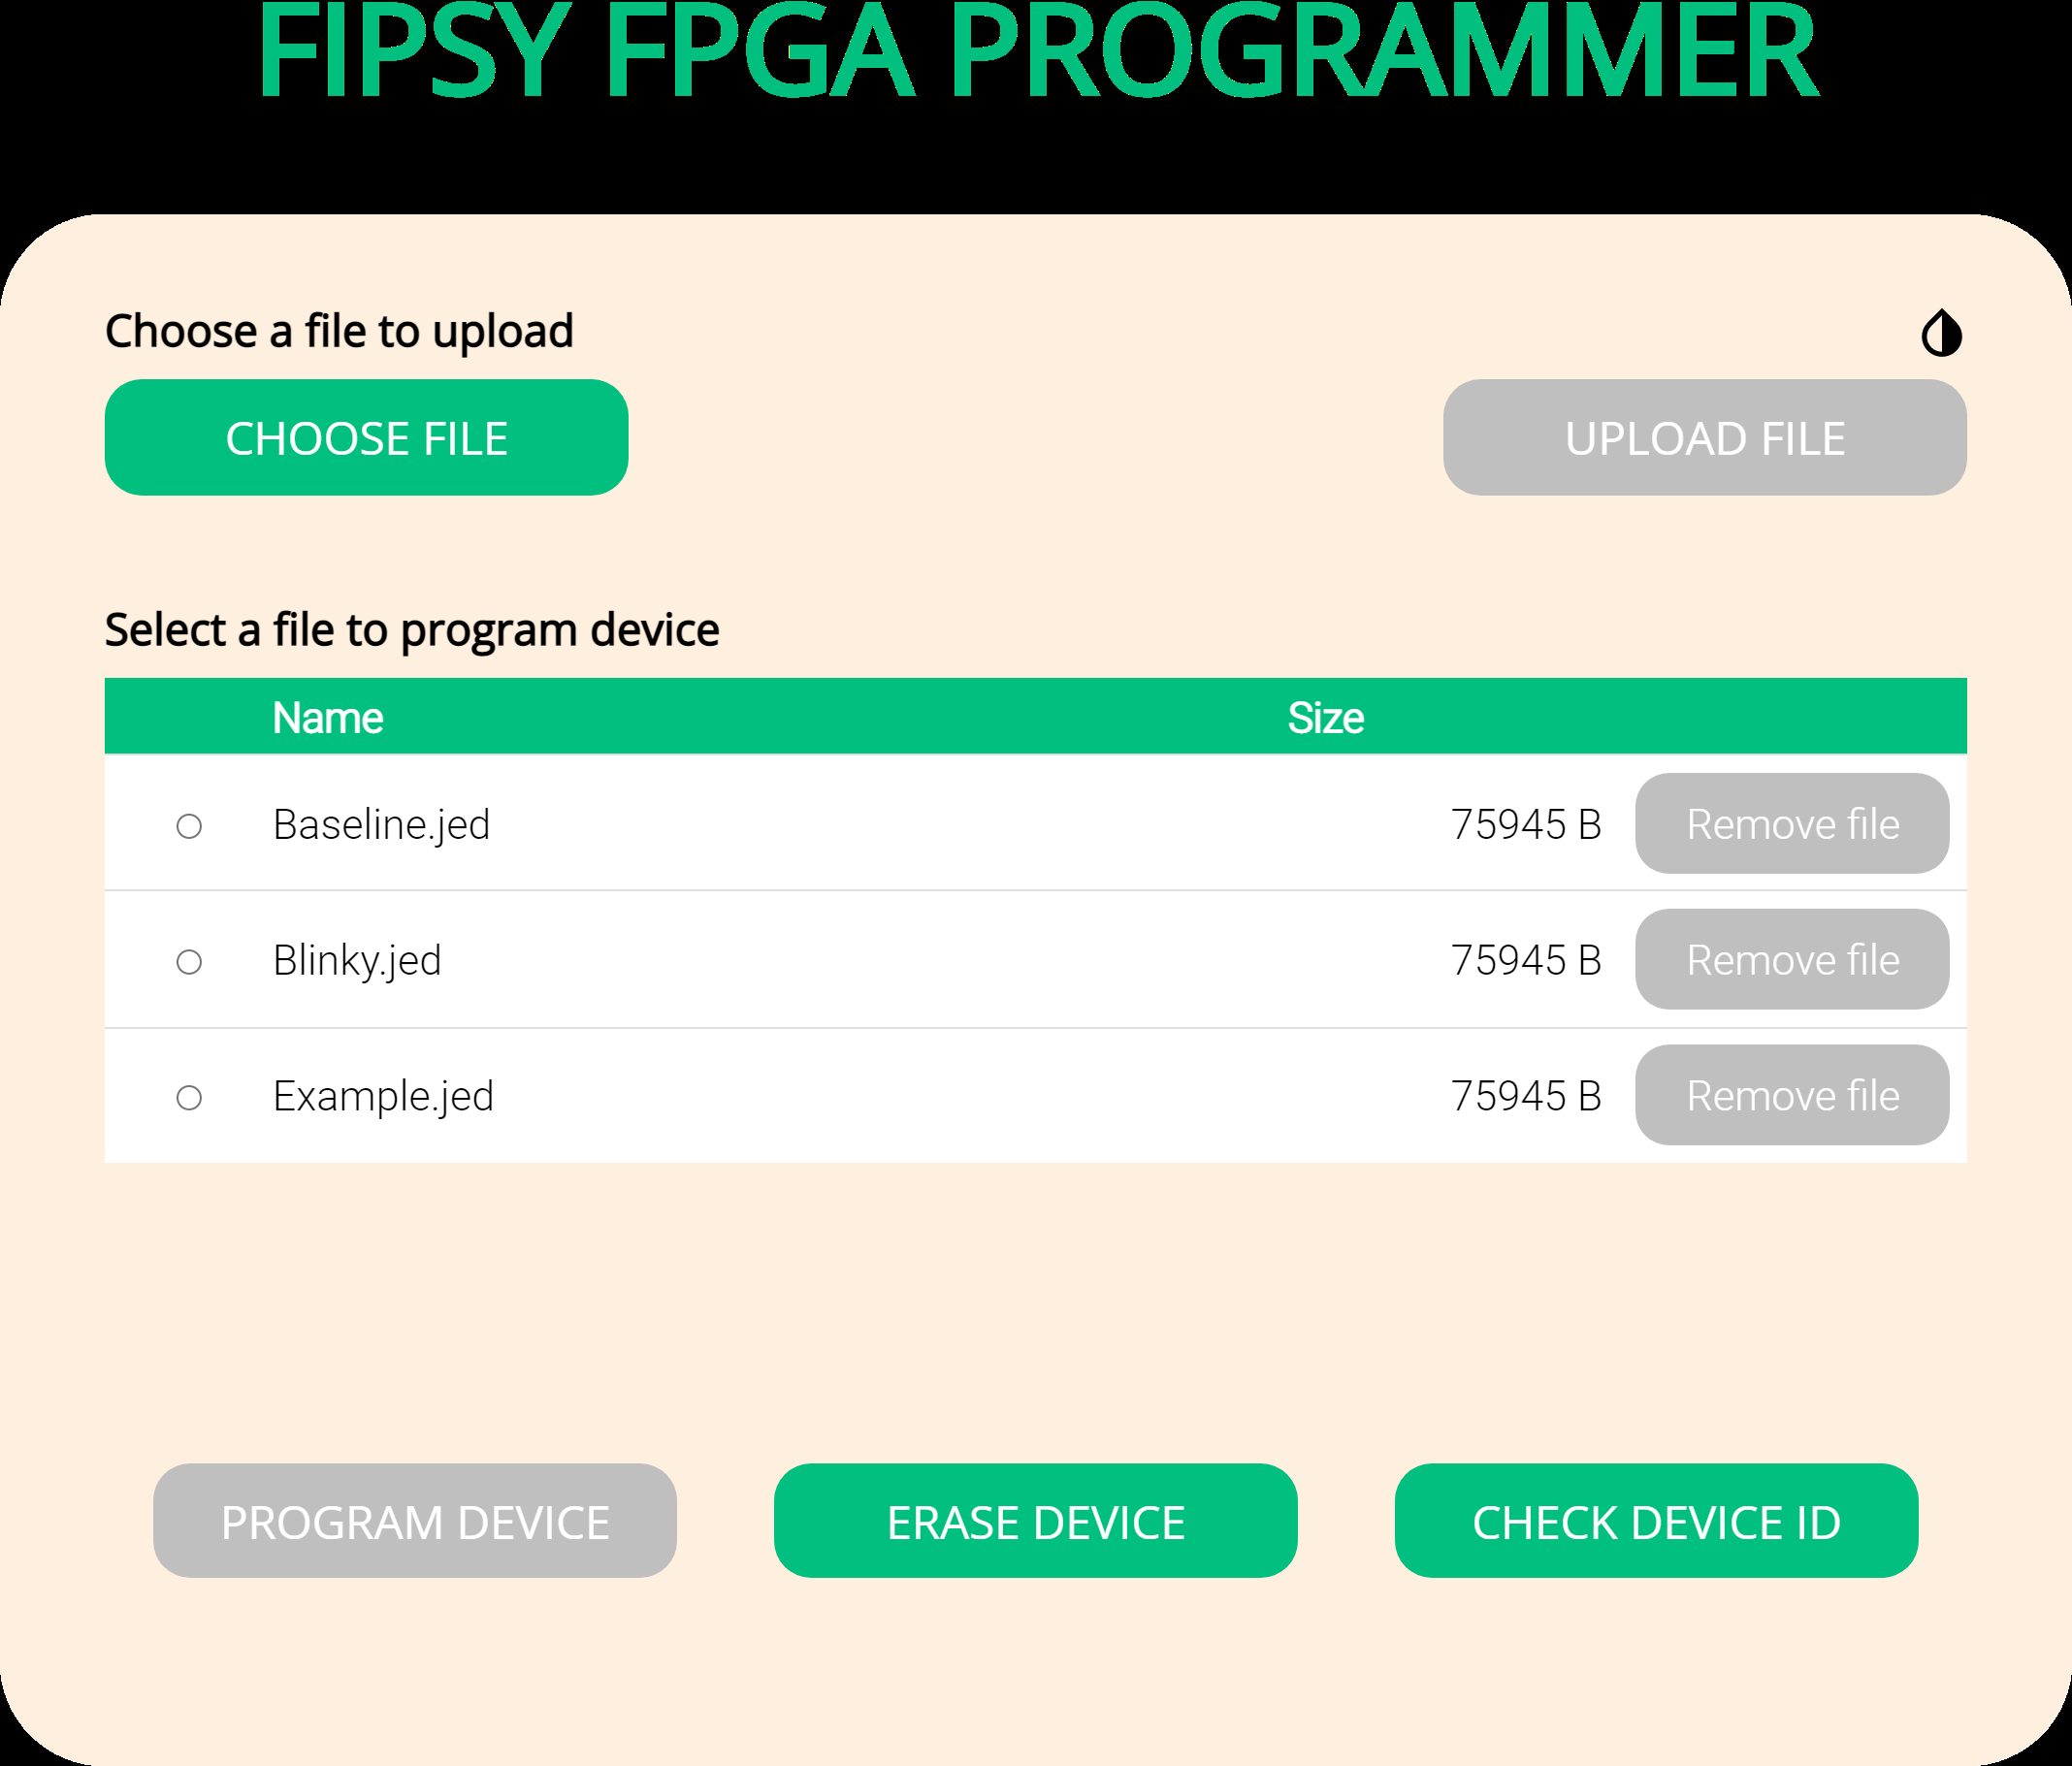 FIPSY FPGA PROGRAMMER
Choose a file to upload
CHOOSE FILE
UPLOAD FILE
Select a file to program device
Name Size
Baseline.jed 75945 B Remove file
Blinky.jed 75945 B Remove file
Example.jed 75945 B Remove file
PROGRAM DEVICE
ERASE DEVICE
CHECK DEVICE ID